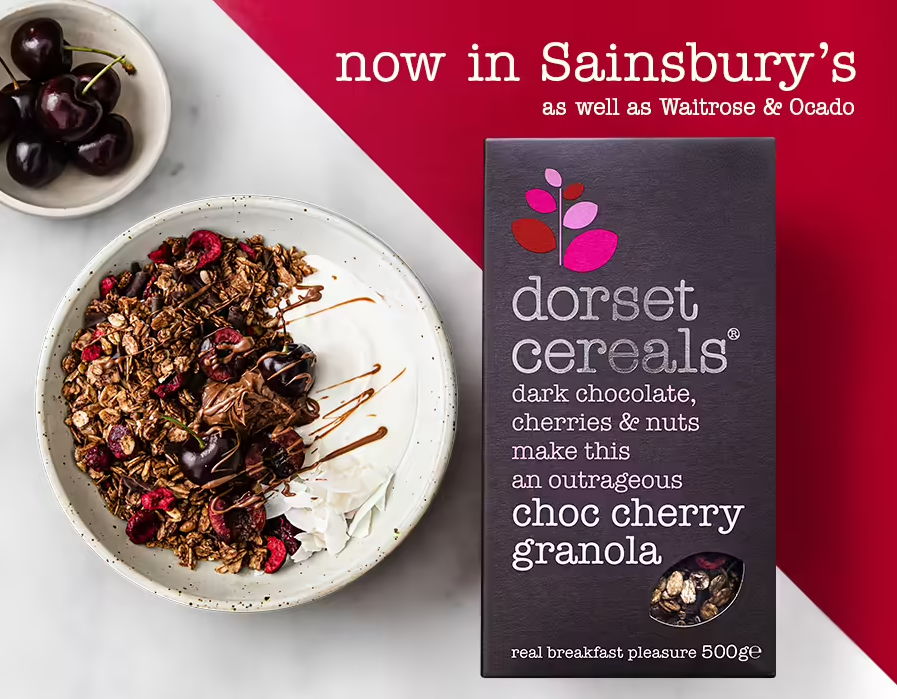 now in Sainsbury's
as well as Waitrose & Ocado
dorset
cereals®
dark chocolate,
cherries & nuts
make this
an outrageous
choc cherry
granola
real breakfast pleasure 500g℮